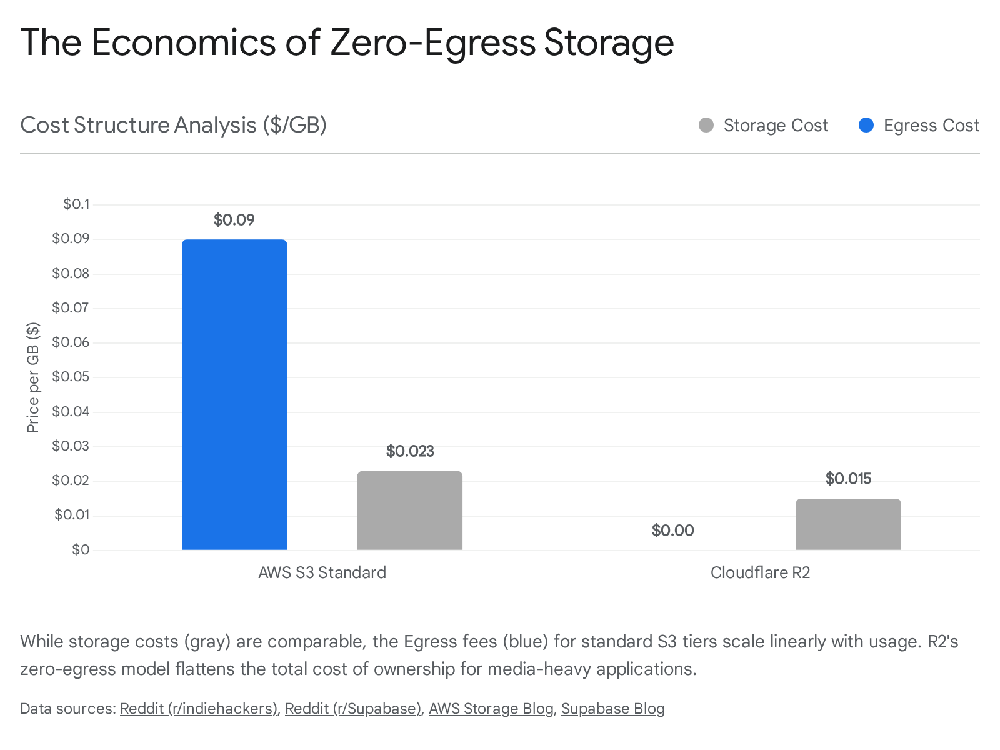 The Economics of Zero-Egress Storage
Cost Structure Analysis ($/GB)
Storage Cost
Egress Cost
Price per GB ($)
$0.1
$0.09
$0.08
$0.07
$0.06
$0.05
$0.04
$0.03
$0.02
$0.01
$0
$0.09
$0.023
$0.00
$0.015
AWS S3 Standard
Cloudflare R2
While storage costs (gray) are comparable, the Egress fees (blue) for standard S3 tiers scale linearly with usage. R2's
zero-egress model flattens the total cost of ownership for media-heavy applications.
Data sources: Reddit (r/indiehackers), Reddit (r/Supabase), AWS Storage Blog, Supabase Blog